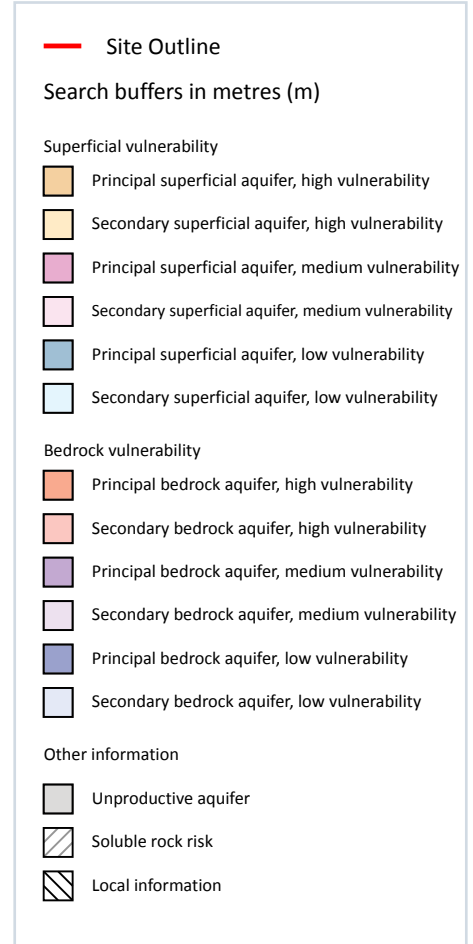 Site Outline
Search buffers in metres (m)
Superficial vulnerability
Principal superficial aquifer, high vulnerability
Secondary superficial aquifer, high vulnerability
Principal superficial aquifer, medium vulnerability
Secondary superficial aquifer, medium vulnerability
Principal superficial aquifer, low vulnerability
Secondary superficial aquifer, low vulnerability
Bedrock vulnerability
Principal bedrock aquifer, high vulnerability
Secondary bedrock aquifer, high vulnerability
Principal bedrock aquifer, medium vulnerability
Secondary bedrock aquifer, medium vulnerability
Principal bedrock aquifer, low vulnerability
Secondary bedrock aquifer, low vulnerability
Other information
Unproductive aquifer
Soluble rock risk
Local information